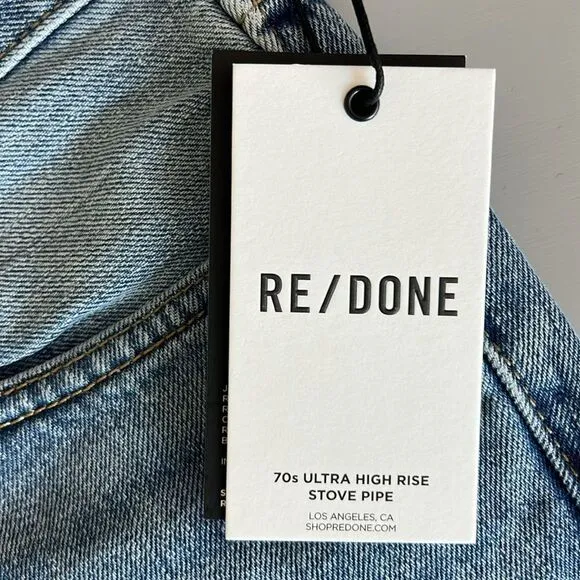 RE/DONE
70s ULTRA HIGH RISE
STOVE PIPE
LOS ANGELES, CA
SHOPREDONE.COM